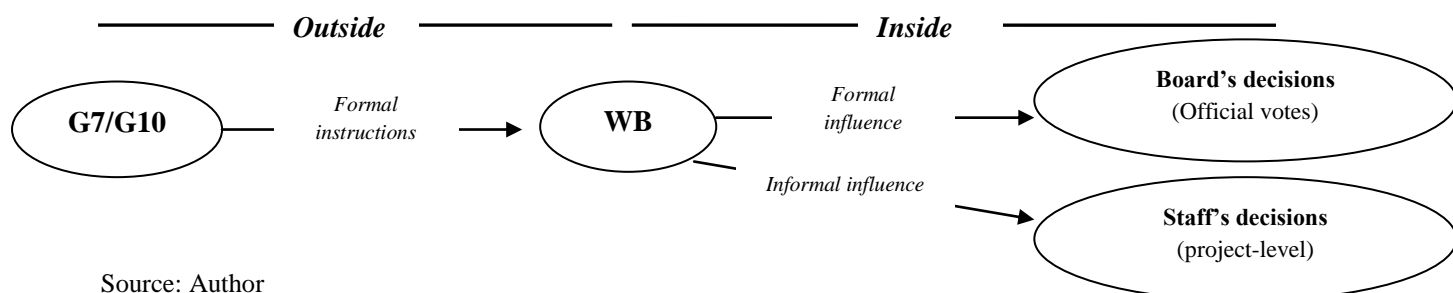 Outside Inside
G7/G10
Formal
instructions
WB
Formal
influence
Informal influence
Board’s decisions
(Official votes)
Staff’s decisions
(project-level)
Source: Author